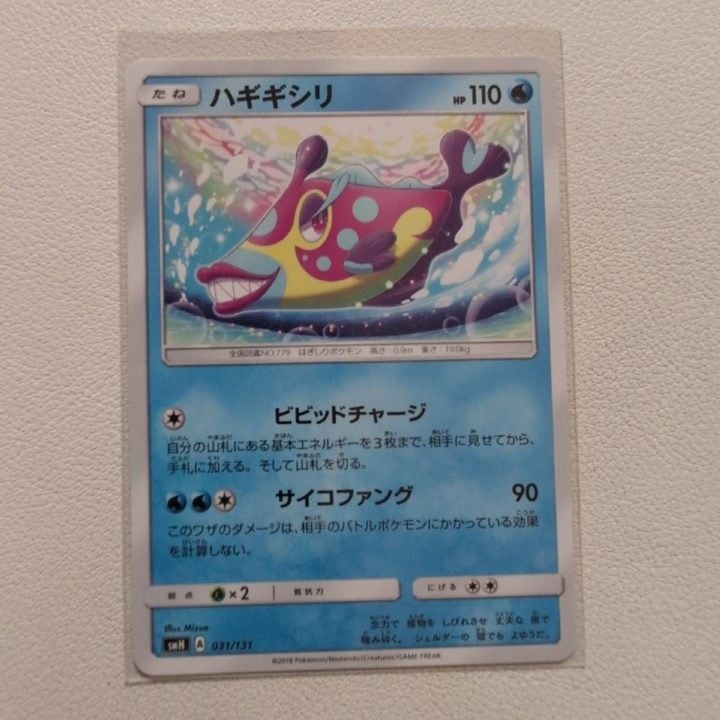 たね ハギギシリ HP 110
全国図鑑NO.779 はぎしりポケモン 高さ：0.9m 重さ：19.0kg
ビビッドチャージ
自分の山札にある基本エネルギーを3枚まで、相手に見せてから、
手札に加える。そして山札を切る。
サイコファング 90
このワザのダメージは、相手のバトルポケモンにかかっている効果
を計算しない。
弱点 ×2 抵抗力 にげる
Illus. Mizue
念力で 獲物を しびれさせ 丈夫な 歯で
噛み砕く。 シェルダーの 殻でも よゆうだ。
SMH A 031/131
©2018 Pokémon/Nintendo/Creatures/GAME FREAK.